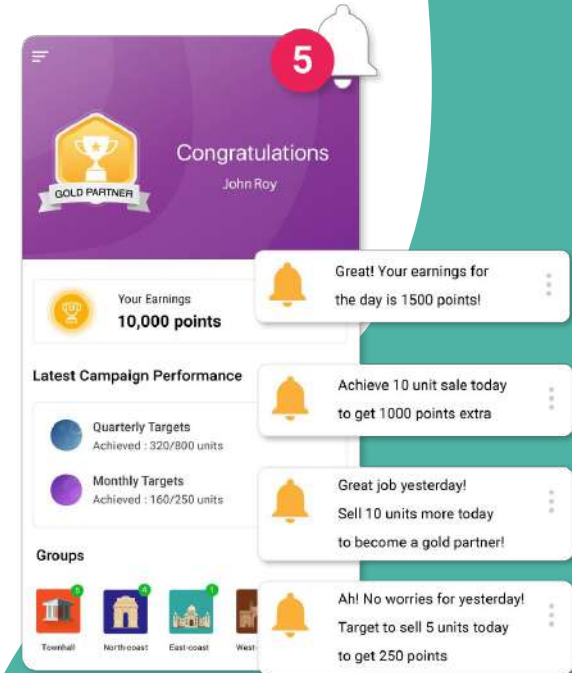 5
Congratulations
John Roy
GOLD PARTNER
Your Earnings
10,000 points
Great! Your earnings for
the day is 1500 points!
Latest Campaign Performance
Quarterly Targets
Achieved : 320/800 units
Monthly Targets
Achieved : 160/250 units
Achieve 10 unit sale today
to get 1000 points extra
Great job yesterday!
Sell 10 units more today
to become a gold partner!
Groups
5
4
1
Townhall
North-coast
East-coast
West-
Ah! No worries for yesterday!
Target to sell 5 units today
to get 250 points